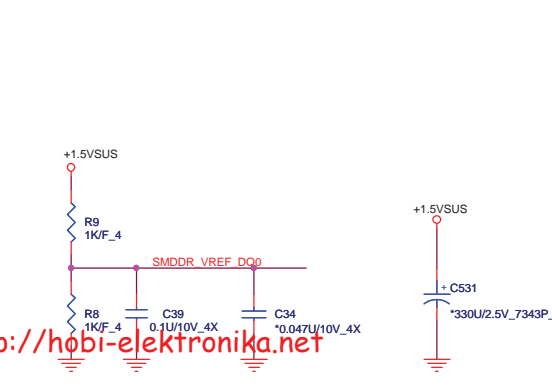 +1.5VSUS
+1.5VSUS
R9
1K/F_4
SMDDR_VREF_DQ0
+ C531
*330U/2.5V_7343P_
R8
1K/F_4
C39
0.1U/10V_4X
C34
*0.047U/10V_4X
p://hobi-elektronika.net